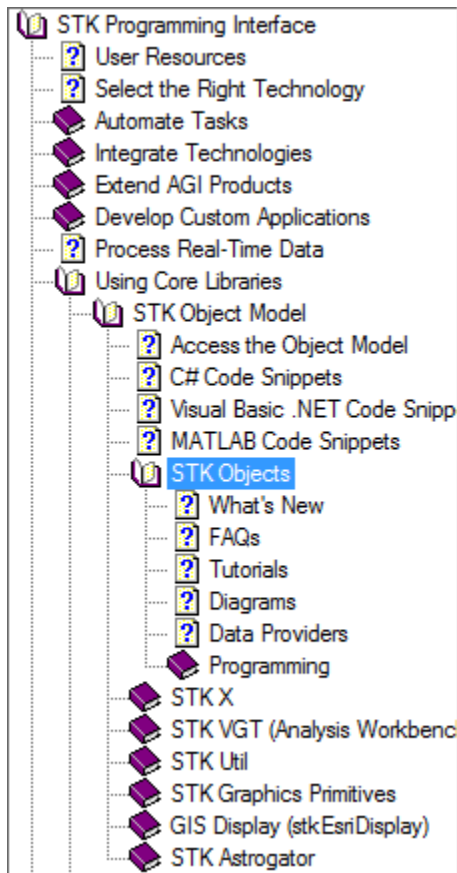 STK Programming Interface
User Resources
Select the Right Technology
Automate Tasks
Integrate Technologies
Extend AGI Products
Develop Custom Applications
Process Real-Time Data
Using Core Libraries
STK Object Model
Access the Object Model
C# Code Snippets
Visual Basic .NET Code Snipp
MATLAB Code Snippets
STK Objects
What's New
FAQs
Tutorials
Diagrams
Data Providers
Programming
STK X
STK VGT (Analysis Workbenc
STK Util
STK Graphics Primitives
GIS Display (stkEsriDisplay)
STK Astrogator